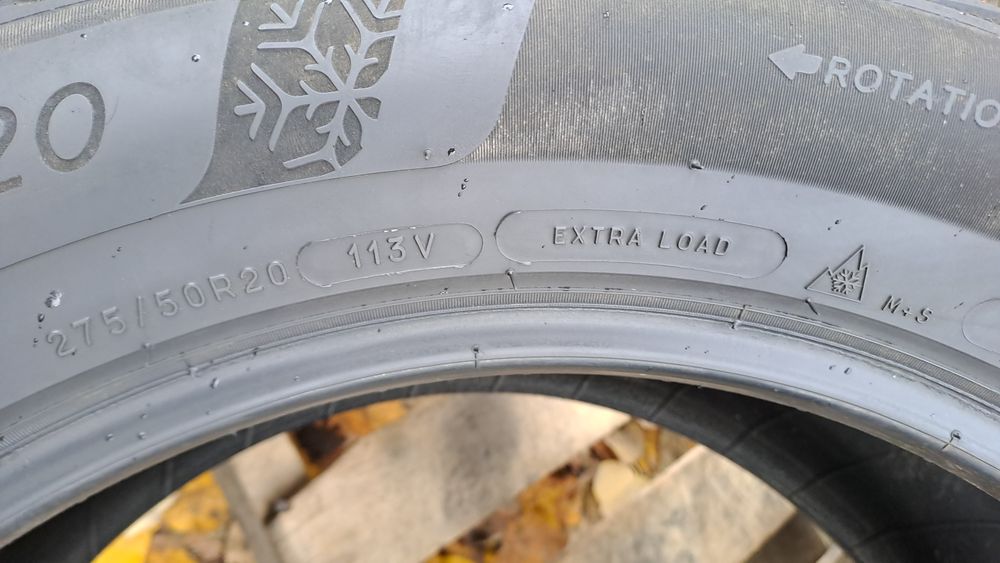 20
ROTATIO
275/50R20 113V EXTRA LOAD M+S